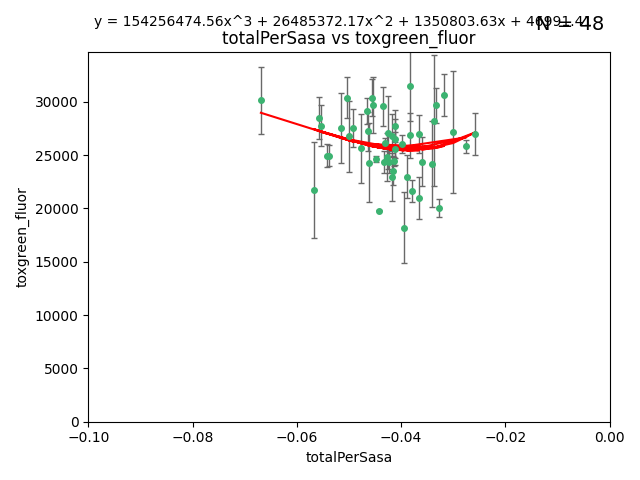 y = 154256474.56x^3 + 26485372.17x^2 + 1350803.63x + 46991.4
N = 48
totalPerSasa vs toxgreen_fluor
30000
25000
20000
15000
10000
5000
0
toxgreen_fluor
−0.10 −0.08 −0.06 −0.04 −0.02 0.00
totalPerSasa